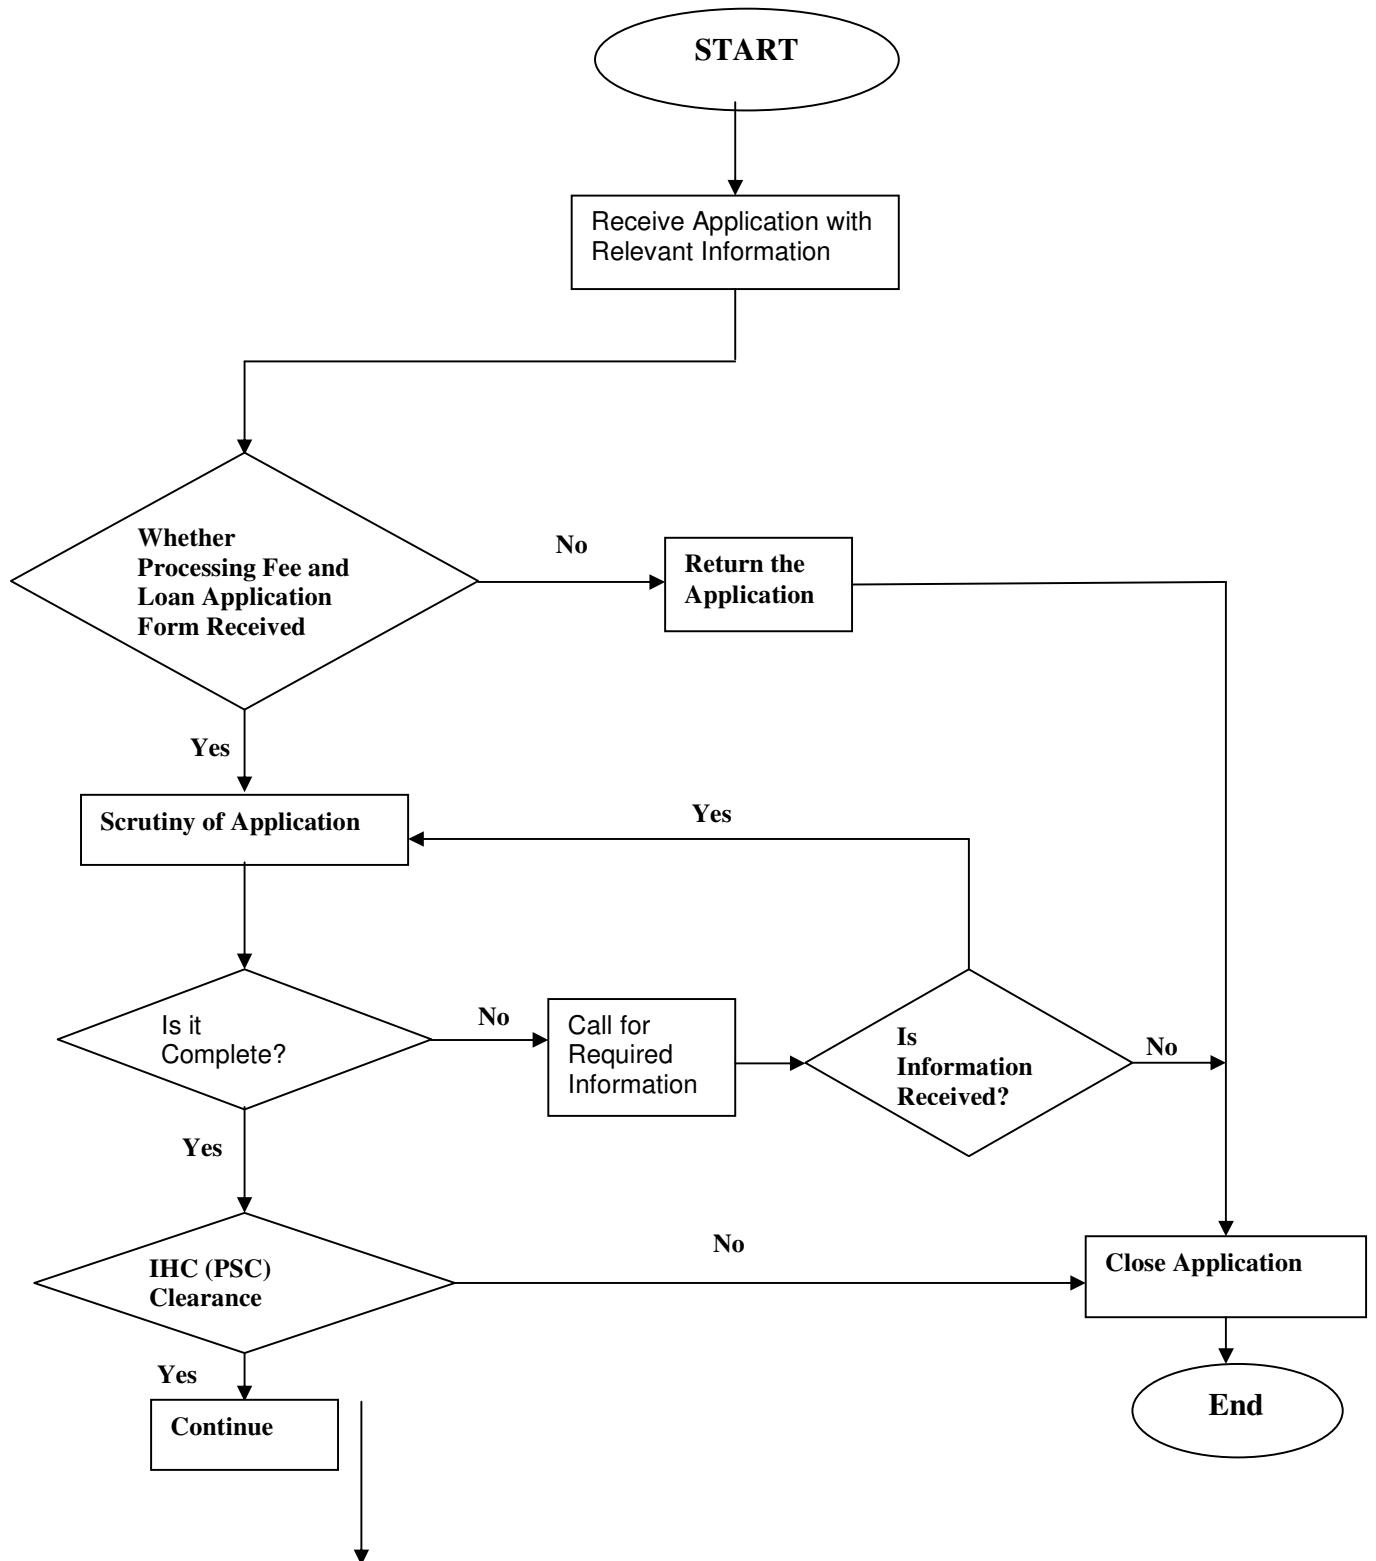 START
Receive Application with
Relevant Information
Whether
Processing Fee and
Loan Application
Form Received
No
Return the
Application
Yes
Scrutiny of Application
Yes
Is it
Complete?
No
Call for
Required
Information
Is
Information
Received?
No
Yes
IHC (PSC)
Clearance
No
Close Application
Yes
Continue
End